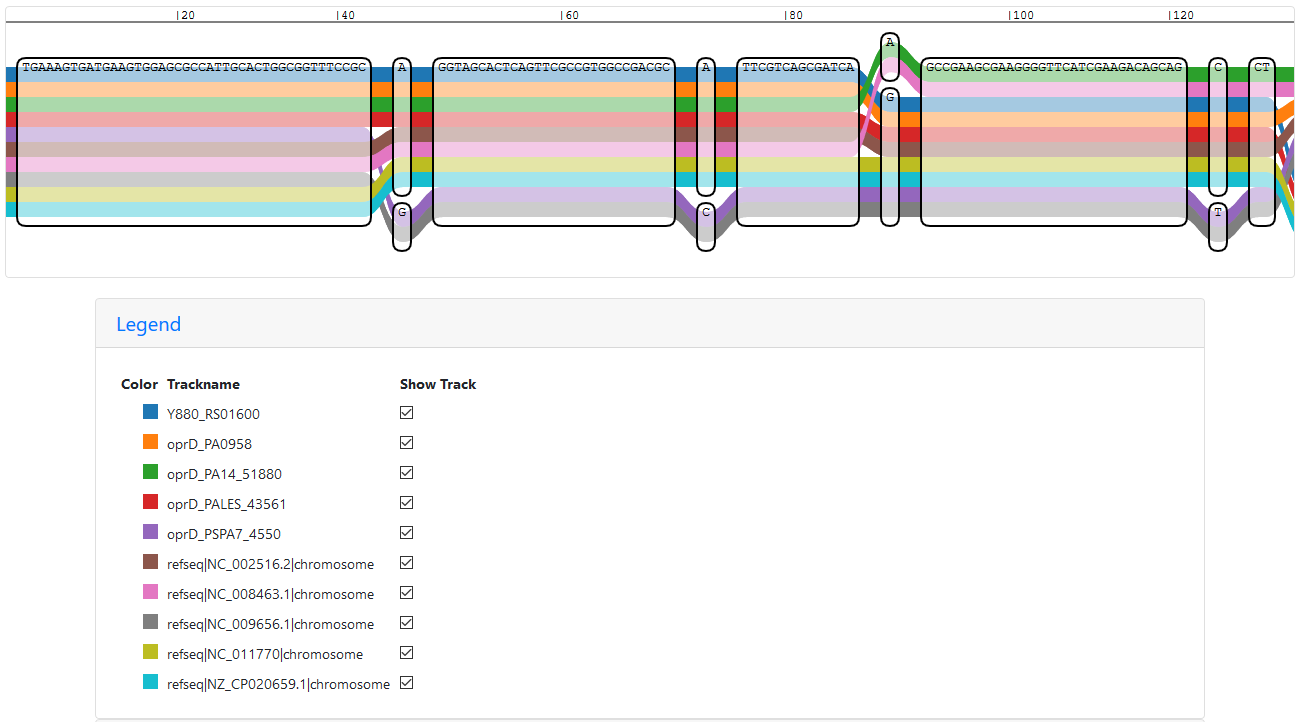 |20 |40 |60 |80 |100 |120
A
TGAAAGTGATGAAGTGGAGCGCCATTGCACTGGCGGTTTCCGC A GGTAGCACTCAGTTCGCCGTGGCCGACGC A TTCGTCAGCGATCA GCCGAAGCGAAGGGGTTCATCGAAGACAGCAG C CT
G
G C T
Legend
Color Trackname Show Track
Y880_RS01600
oprD_PA0958
oprD_PA14_51880
oprD_PALES_43561
oprD_PSPA7_4550
refseq|NC_002516.2|chromosome
refseq|NC_008463.1|chromosome
refseq|NC_009656.1|chromosome
refseq|NC_011770|chromosome
refseq|NZ_CP020659.1|chromosome